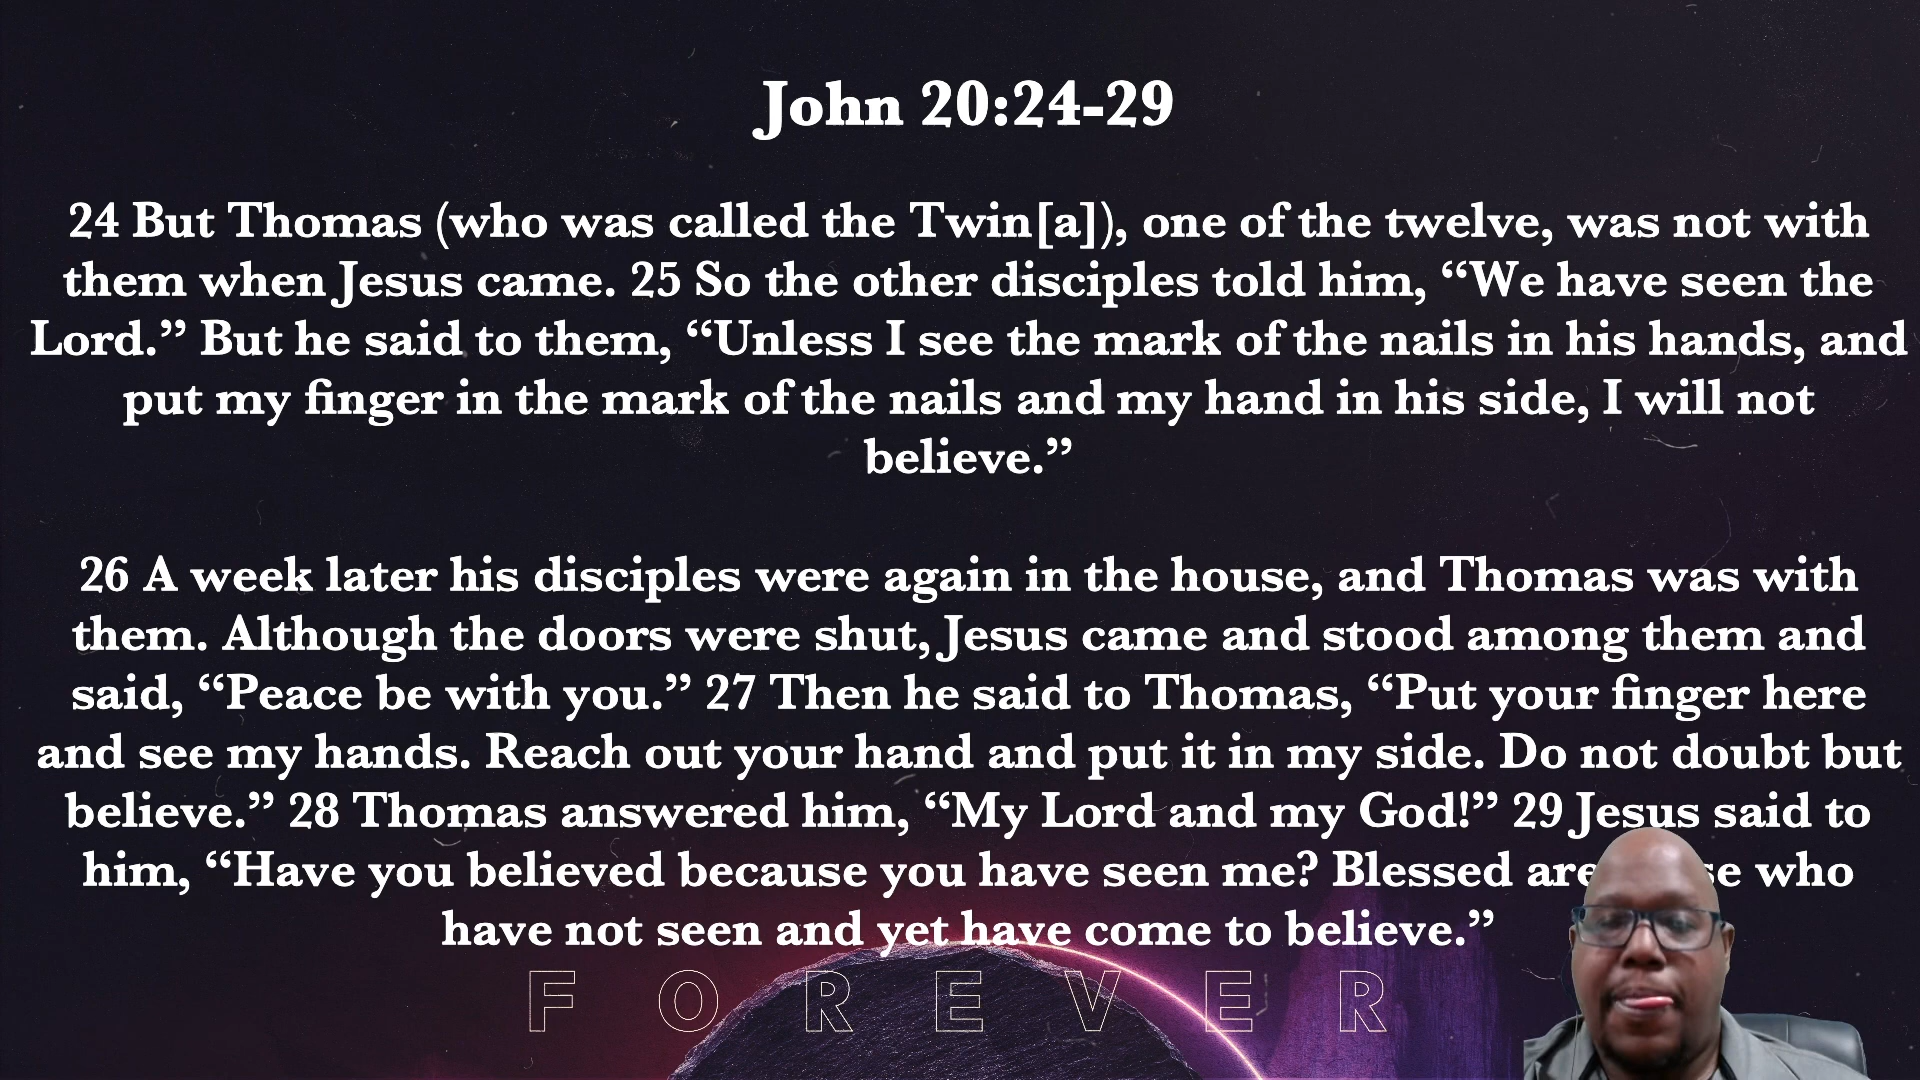 John 20:24-29
24 But Thomas (who was called the Twin[a]), one of the twelve, was not with
them when Jesus came. 25 So the other disciples told him, “We have seen the
Lord.” But he said to them, “Unless I see the mark of the nails in his hands, and
put my finger in the mark of the nails and my hand in his side, I will not
believe.”
26 A week later his disciples were again in the house, and Thomas was with
them. Although the doors were shut, Jesus came and stood among them and
said, “Peace be with you.” 27 Then he said to Thomas, “Put your finger here
and see my hands. Reach out your hand and put it in my side. Do not doubt but
believe.” 28 Thomas answered him, “My Lord and my God!” 29 Jesus said to
him, “Have you believed because you have seen me? Blessed are who
have not seen and yet have come to believe.”
FOREVER